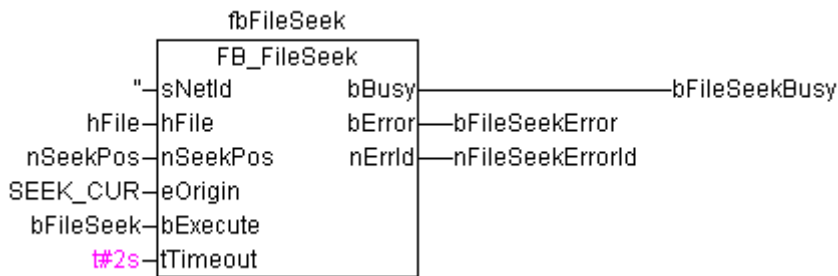 fbFileSeek
FB_FileSeek
"sNetId bBusy bFileSeekBusy
hFile hFile bError bFileSeekError
nSeekPos nSeekPos nErrId nFileSeekErrorId
SEEK_CUR eOrigin
bFileSeek bExecute
t#2s tTimeout